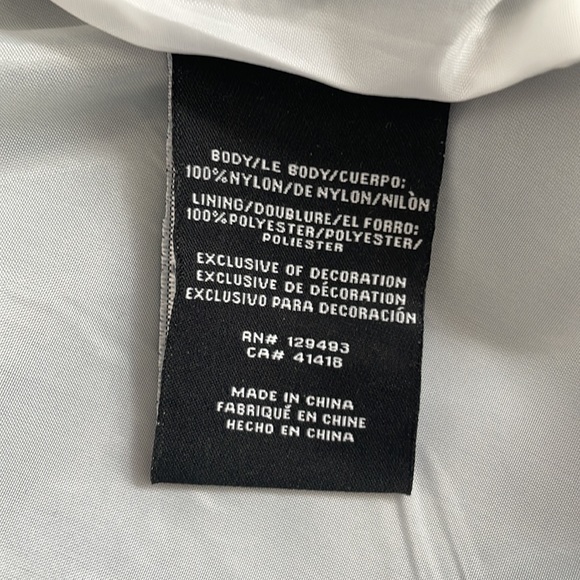 BODY/LE BODY/CUERPO:
100%NYLON/DE NYLON/NILÒN
LINING/DOUBLURE/EL FORRO:
100%POLYESTER/POLYESTER/
POLIESTER
EXCLUSIVE OF DECORATION
EXCLUSIVE DE DÉCORATION
EXCLUSIVO PARA DECORACIÓN
RN# 129493
CA# 41418
MADE IN CHINA
FABRIQUÉ EN CHINE
HECHO EN CHINA